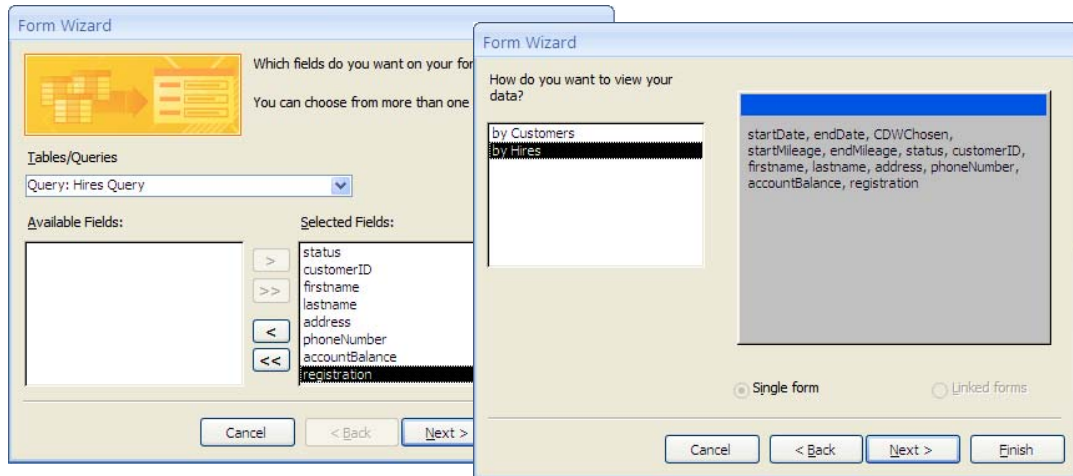 Form Wizard
Which fields do you want on your for
You can choose from more than one
Tables/Queries
Query: Hires Query
Available Fields:
Selected Fields:
>
>>
<
<<
status
customerID
firstname
lastname
address
phoneNumber
accountBalance
registration
Cancel
< Back
Next >
Form Wizard
How do you want to view your
data?
by Customers
by Hires
startDate, endDate, CDWChosen,
startMileage, endMileage, status, customerID,
firstname, lastname, address, phoneNumber,
accountBalance, registration
Single form
Linked forms
Cancel
< Back
Next >
Finish